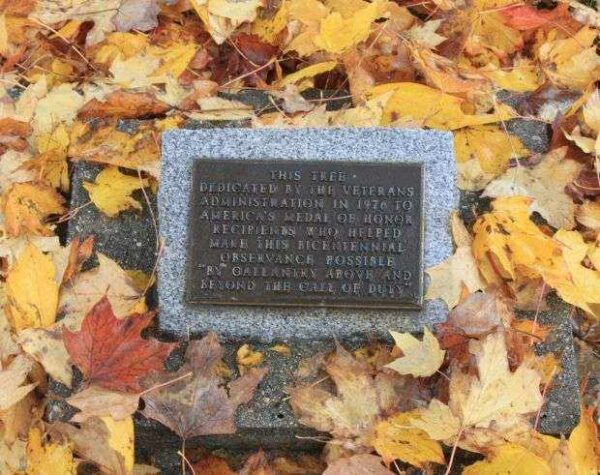 THIS TREE
DEDICATED BY THE VETERANS
ADMINISTRATION IN 1976 TO
AMERICA'S MEDAL OF HONOR
RECIPIENTS WHO HELPED
MAKE THIS BICENTENNIAL
OBSERVANCE POSSIBLE
"BY GALLANTRY ABOVE AND
BEYOND THE CALL OF DUTY"